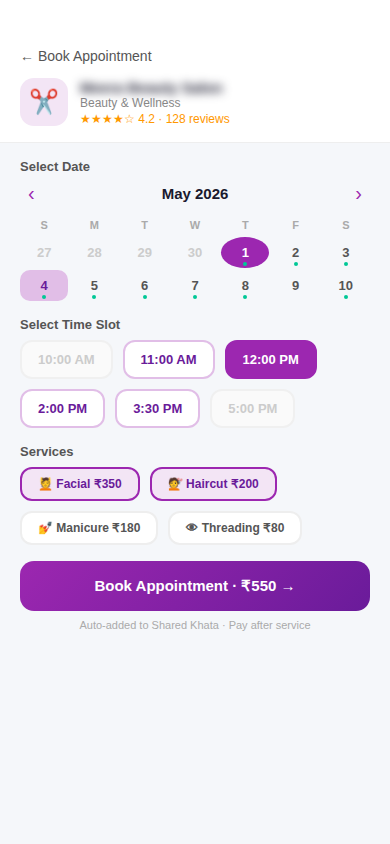 ← Book Appointment
Beauty & Wellness
★★★★☆ 4.2 · 128 reviews
Select Date
‹ May 2026 ›
S M T W T F S
27 28 29 30 1 2 3
4 5 6 7 8 9 10
Select Time Slot
10:00 AM 11:00 AM 12:00 PM
2:00 PM 3:30 PM 5:00 PM
Services
💆 Facial ₹350 💇 Haircut ₹200
💅 Manicure ₹180 👁 Threading ₹80
Book Appointment · ₹550 →
Auto-added to Shared Khata · Pay after service